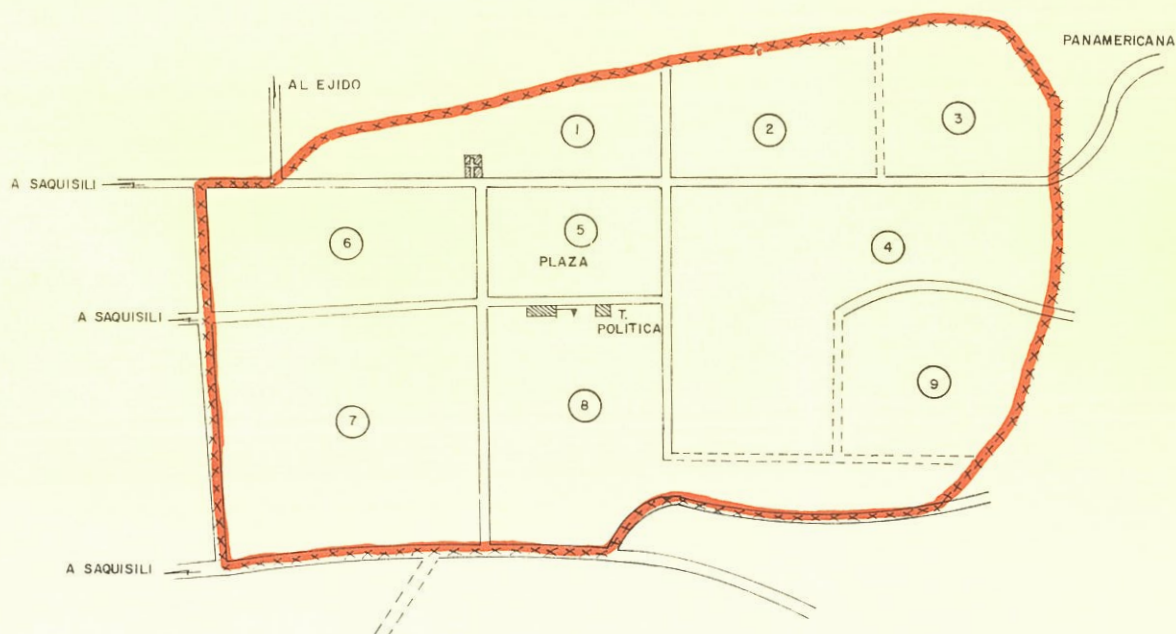 PANAMERICANA
AL EJIDO
1
2
3
A SAQUISILI
6
5
4
PLAZA
A SAQUISILI
T.
POLITICA
9
7
8
A SAQUISILI